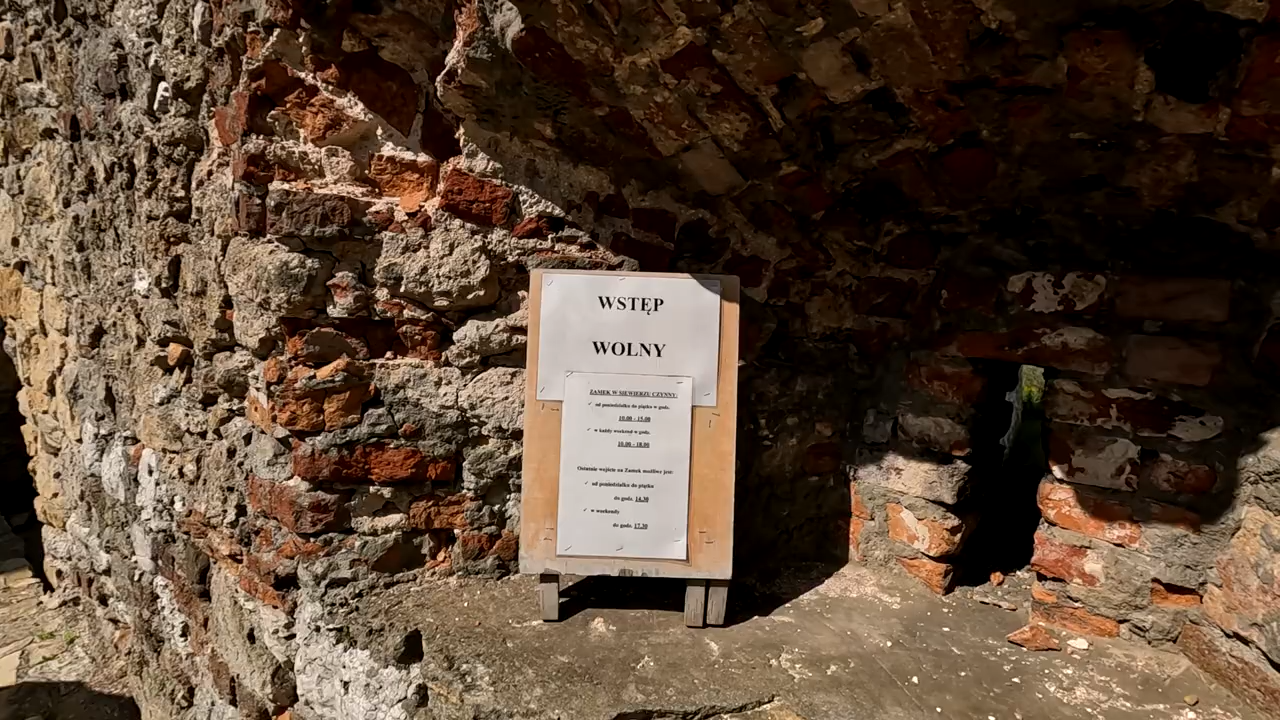 WSTĘP
WOLNY
ZAMEK W SIEWIERZU CZYNNY:
✓ od poniedziałku do piątku w godz.
10.00 - 15.00
✓ w każdy weekend w godz.
10.00 - 18.00
Ostatnie wejście na Zamek możliwe jest:
✓ od poniedziałku do piątku
do godz. 14.30
✓ w weekendy
do godz. 17.30